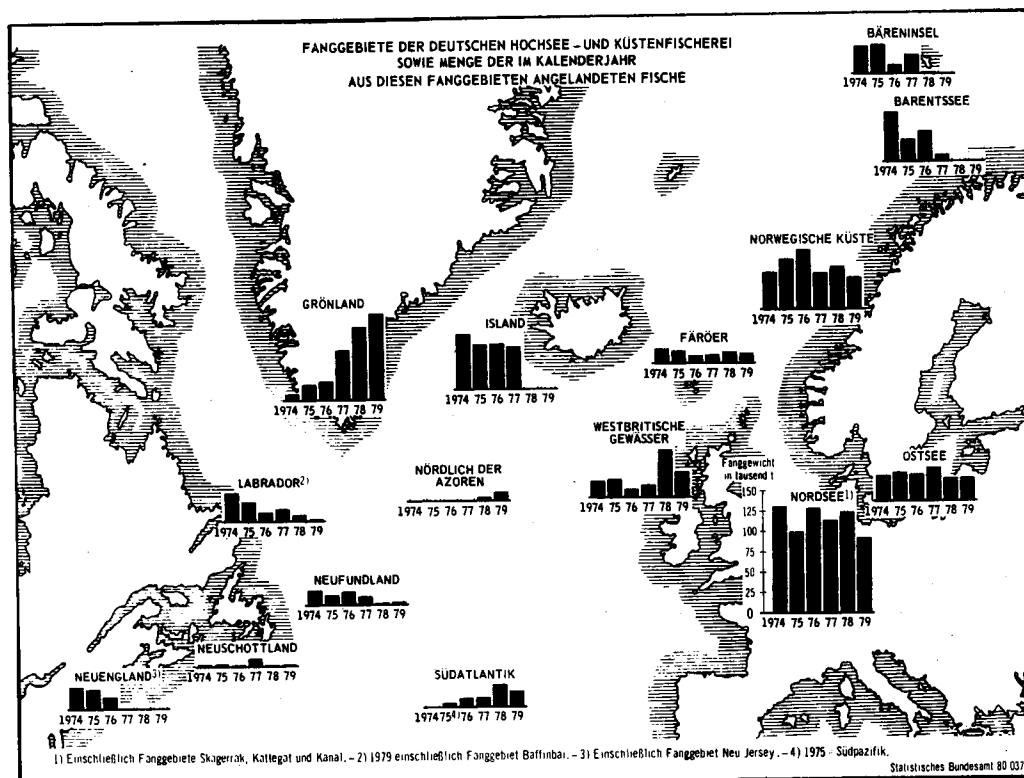 FANGGEBIETE DER DEUTSCHEN HOCHSEE – UND KÜSTENFISCHEREI
SOWIE MENGE DER IM KALENDERJAHR
AUS DIESEN FANGGEBIETEN ANGELANDETEN FISCHE
BÄRENINSEL
1974 75 76 77 78 79
BARENTSSEE
1974 75 76 77 78 79
NORWEGISCHE KÜSTE
1974 75 76 77 78 79
GRÖNLAND
1974 75 76 77 78 79
ISLAND
1974 75 76 77 78 79
FÄRÖER
1974 75 76 77 78 79
WESTBRITISCHE
GEWÄSSER
1974 75 76 77 78 79
OSTSEE
1974 75 76 77 78 79
Fanggewicht
in tausend t
150
125
100
75
50
25
0
NORDSEE1)
1974 75 76 77 78 79
NÖRDLICH DER
AZOREN
1974 75 76 77 78 79
LABRADOR2)
1974 75 76 77 78 79
NEUFUNDLAND
1974 75 76 77 78 79
NEUSCHOTTLAND
1974 75 76 77 78 79
NEUENGLAND3)
1974 75 76 77 78 79
SÜDATLANTIK
1974 754) 76 77 78 79
1) Einschließlich Fanggebiete Skagerrak, Kattegat und Kanal. – 2) 1979 einschließlich Fanggebiet Baffinbai. – 3) Einschließlich Fanggebiet Neu Jersey. – 4) 1975 – Südpazifik.
Statistisches Bundesamt 80 037